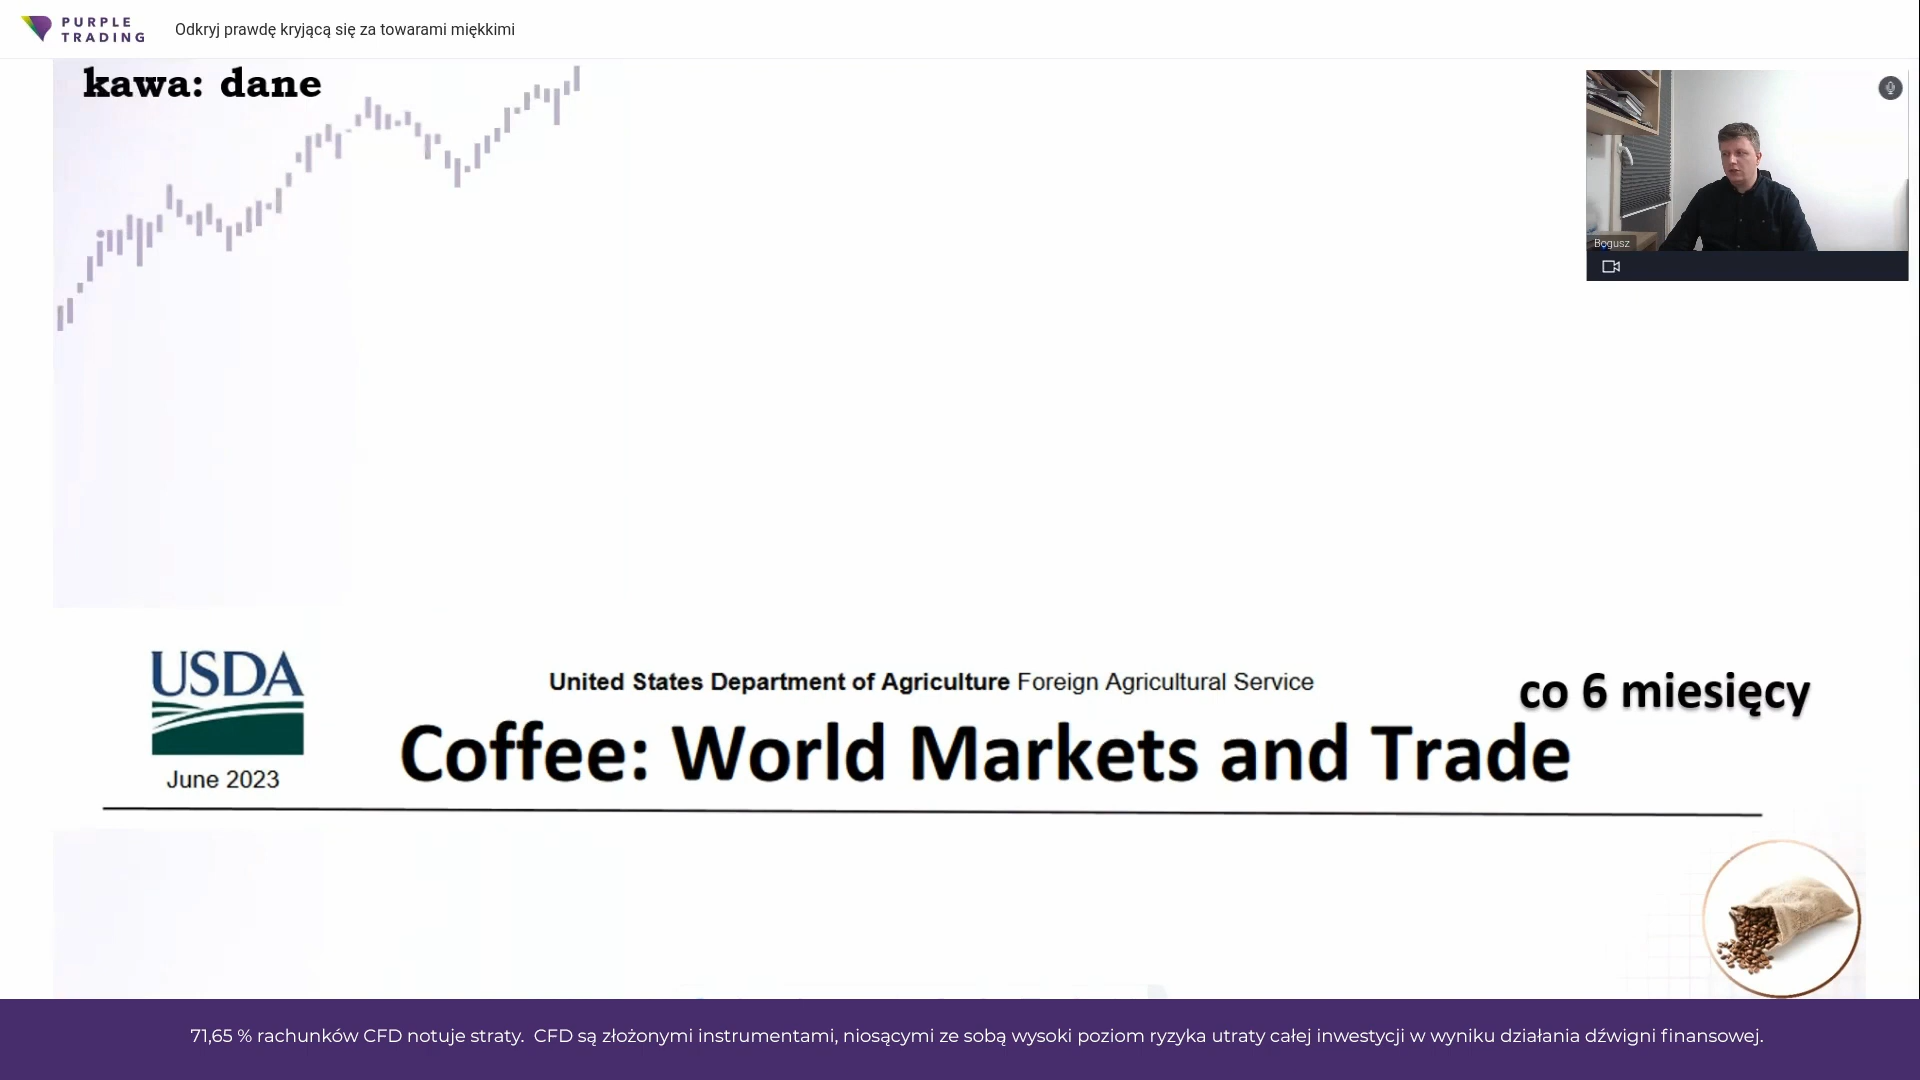 PURPLE
TRADING
Odkryj prawdę kryjącą się za towarami miękkimi
kawa: dane
Bogusz
USDA
June 2023
United States Department of Agriculture Foreign Agricultural Service
co 6 miesięcy
Coffee: World Markets and Trade
71,65 % rachunków CFD notuje straty. CFD są złożonymi instrumentami, niosącymi ze sobą wysoki poziom ryzyka utraty całej inwestycji w wyniku działania dźwigni finansowej.